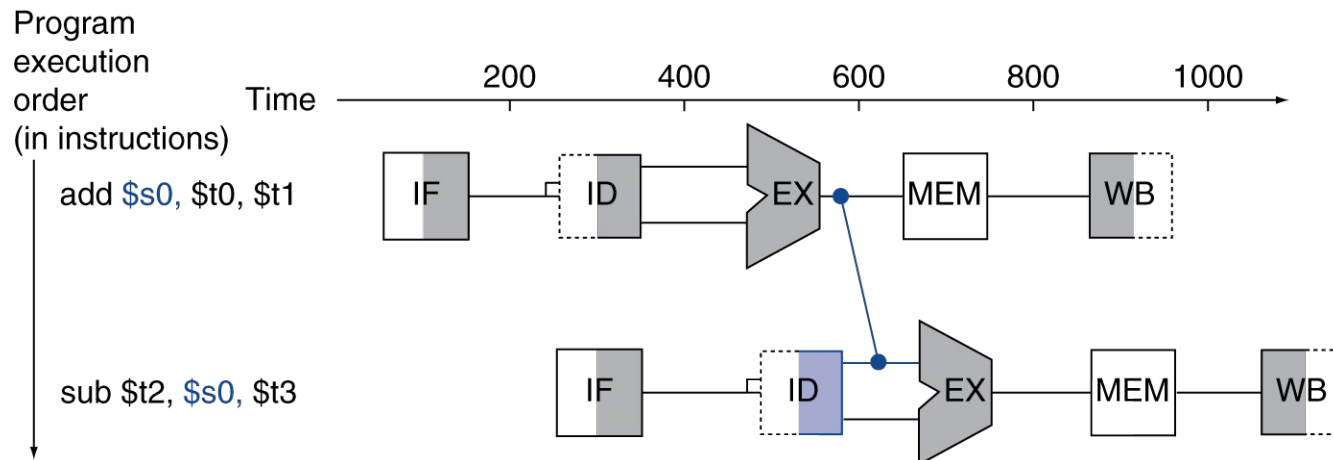 Program
execution
order
(in instructions)
Time
200 400 600 800 1000
add $s0, $t0, $t1
IF ID EX MEM WB
sub $t2, $s0, $t3
IF ID EX MEM WB